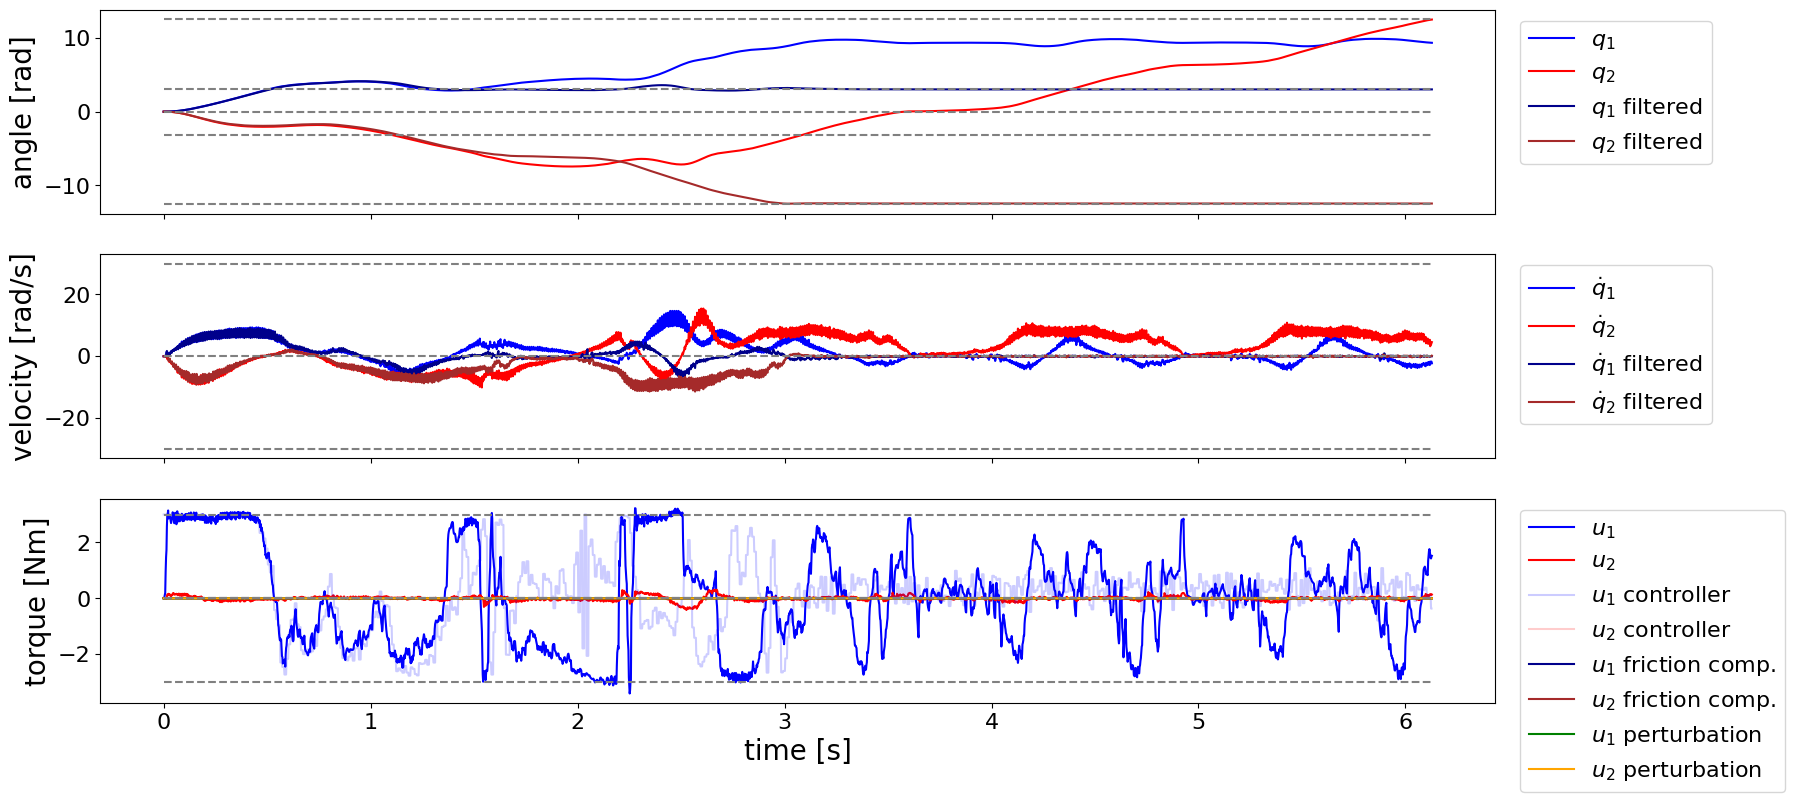 angle [rad]
10
0
−10
q₁
q₂
q₁ filtered
q₂ filtered
velocity [rad/s]
20
0
−20
q̇₁
q̇₂
q̇₁ filtered
q̇₂ filtered
torque [Nm]
2
0
−2
0 1 2 3 4 5 6
time [s]
u₁
u₂
u₁ controller
u₂ controller
u₁ friction comp.
u₂ friction comp.
u₁ perturbation
u₂ perturbation